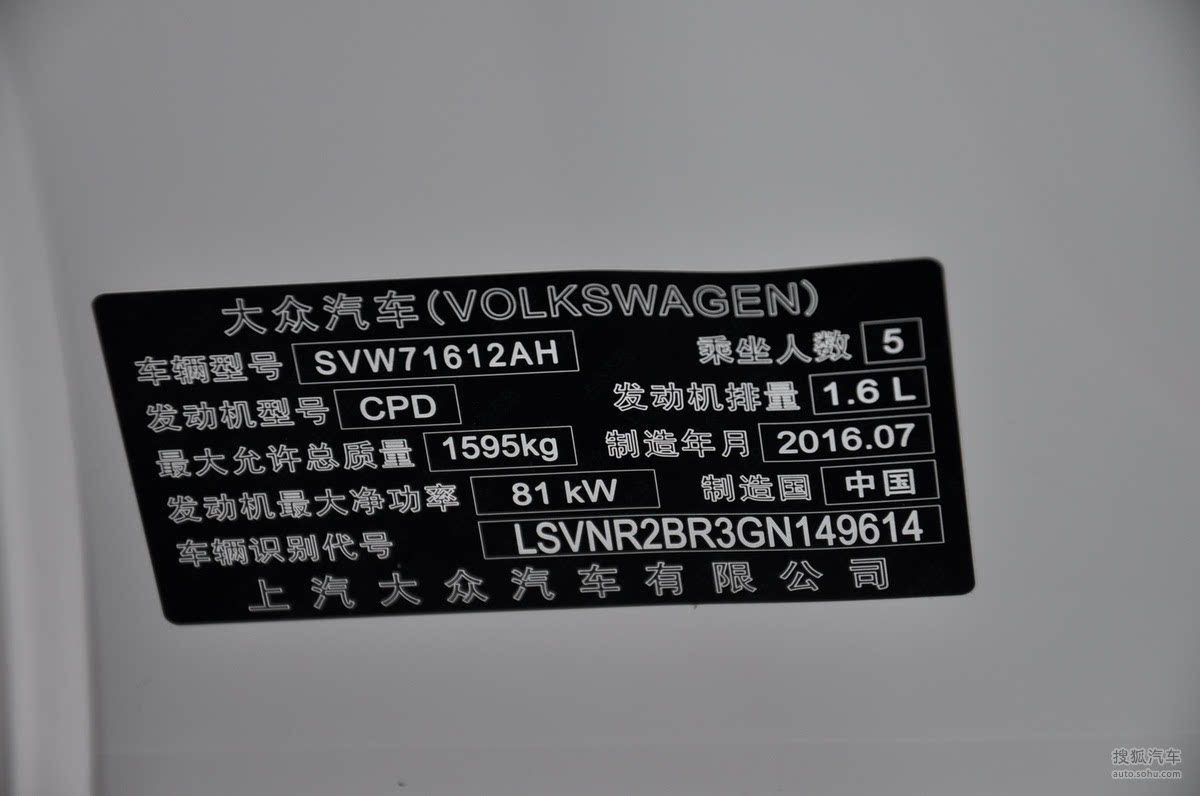 大众汽车(VOLKSWAGEN)
车辆型号 SVW71612AH 乘坐人数 5
发动机型号 CPD 发动机排量 1.6 L
最大允许总质量 1595kg 制造年月 2016.07
发动机最大净功率 81 kW 制造国 中国
车辆识别代号 LSVNR2BR3GN149614
上汽大众汽车有限公司
搜狐汽车
auto.sohu.com